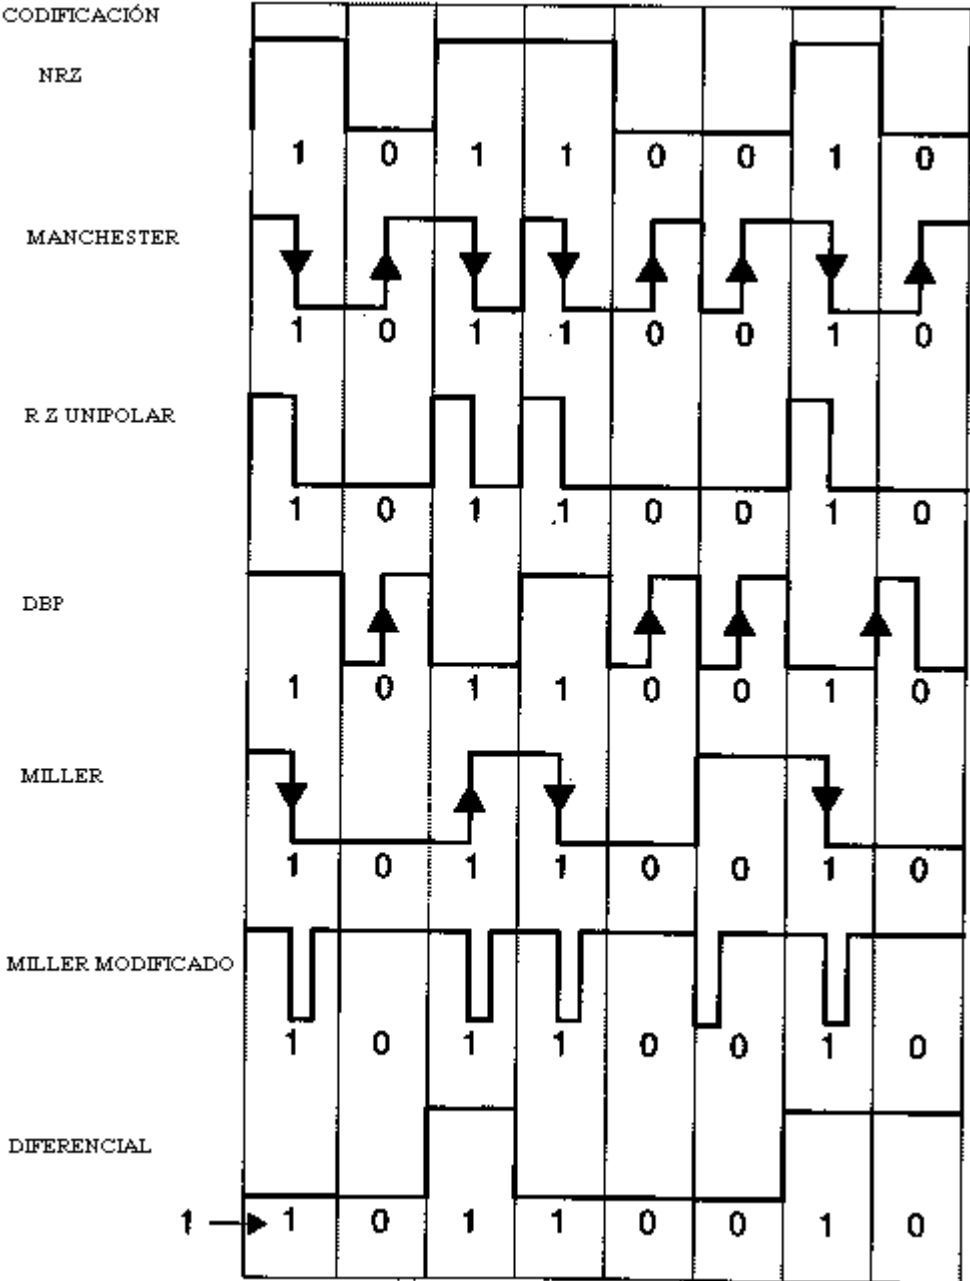 CODIFICACIÓN
NRZ
1 0 1 1 0 0 1 0
MANCHESTER
1 0 1 1 0 0 1 0
R Z UNIPOLAR
1 0 1 1 0 0 1 0
DBP
1 0 1 1 0 0 1 0
MILLER
1 0 1 1 0 0 1 0
MILLER MODIFICADO
1 0 1 1 0 0 1 0
DIFERENCIAL
1 1 0 1 1 0 0 1 0